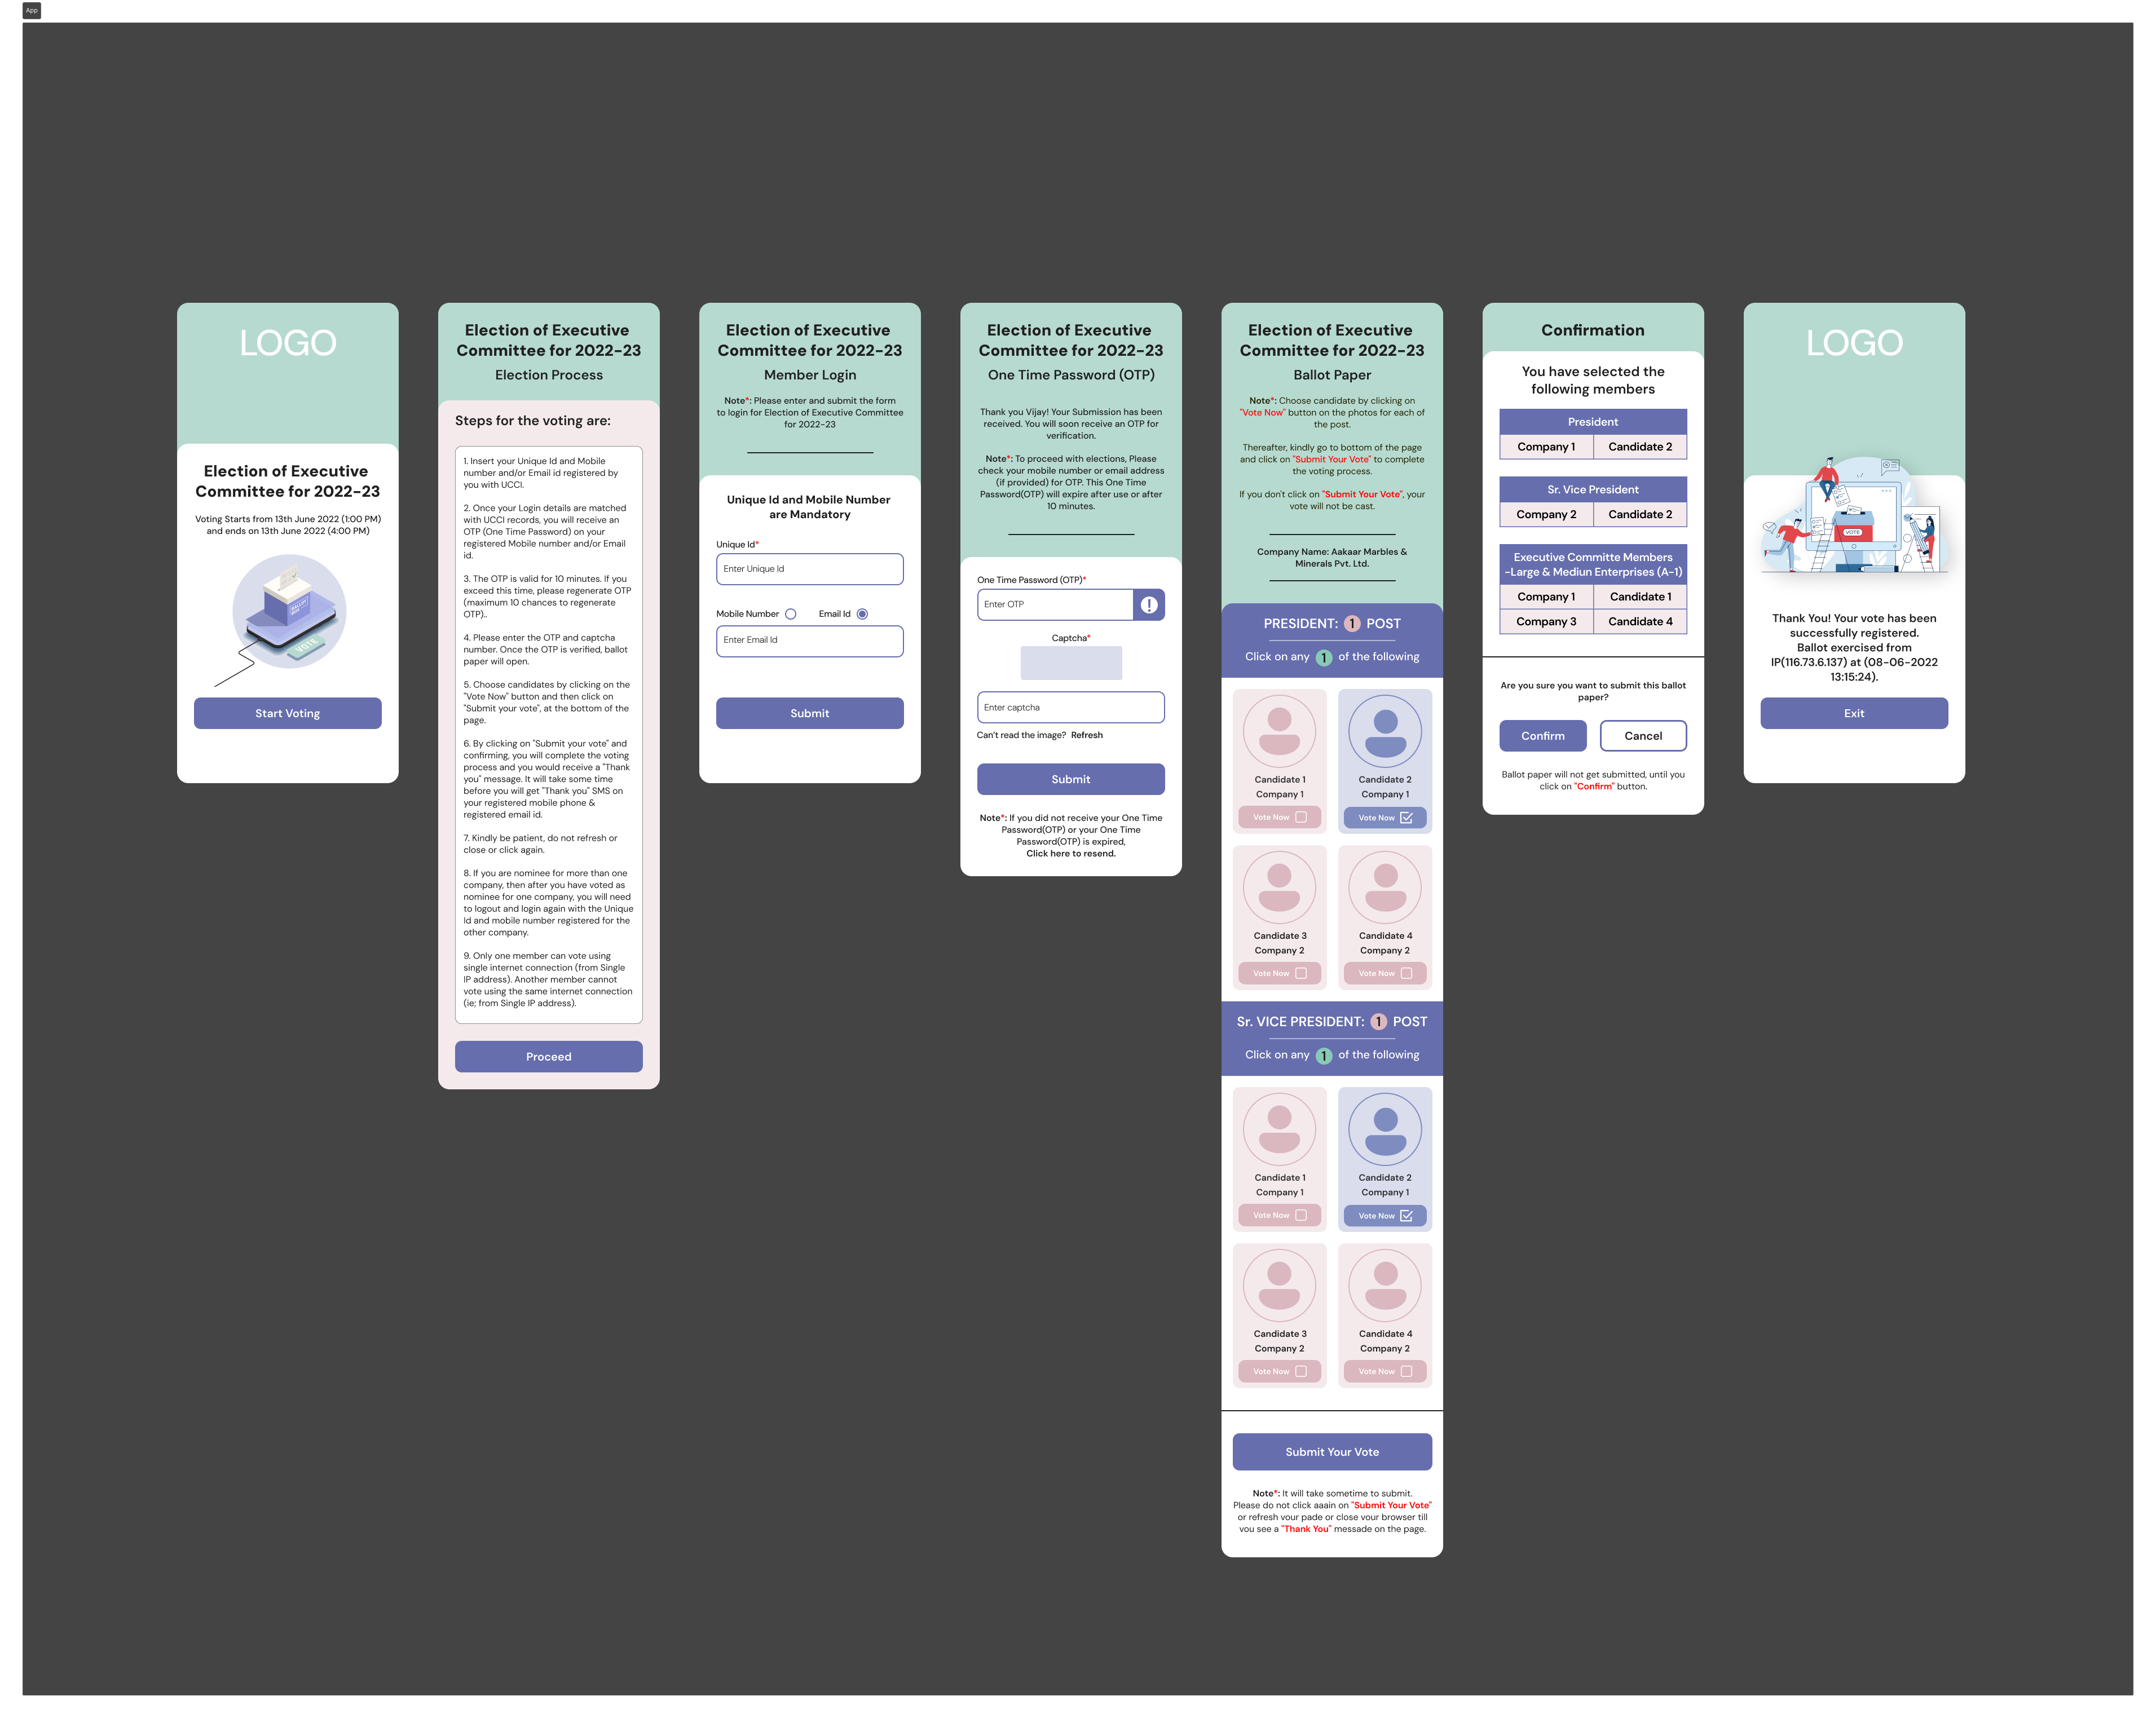 App
LOGO
Election of Executive
Committee for 2022-23
Voting Starts from 13th June 2022 (1:00 PM)
and ends on 13th June 2022 (4:00 PM)
BALLOT
BOX
VOTE
Start Voting
Election of Executive
Committee for 2022-23
Election Process
Steps for the voting are:
1. Insert your Unique Id and Mobile
number and/or Email id registered by
you with UCCI.
2. Once your Login details are matched
with UCCI records, you will receive an
OTP (One Time Password) on your
registered Mobile number and/or Email
id.
3. The OTP is valid for 10 minutes. If you
exceed this time, please regenerate OTP
(maximum 10 chances to regenerate
OTP)..
4. Please enter the OTP and captcha
number. Once the OTP is verified, ballot
paper will open.
5. Choose candidates by clicking on the
"Vote Now" button and then click on
"Submit your vote", at the bottom of the
page.
6. By clicking on "Submit your vote" and
confirming, you will complete the voting
process and you would receive a "Thank
you" message. It will take some time
before you will get "Thank you" SMS on
your registered mobile phone &
registered email id.
7. Kindly be patient, do not refresh or
close or click again.
8. If you are nominee for more than one
company, then after you have voted as
nominee for one company, you will need
to logout and login again with the Unique
Id and mobile number registered for the
other company.
9. Only one member can vote using
single internet connection (from Single
IP address). Another member cannot
vote using the same internet connection
(ie; from Single IP address).
Proceed
Election of Executive
Committee for 2022-23
Member Login
Note*: Please enter and submit the form
to login for Election of Executive Committee
for 2022-23
Unique Id and Mobile Number
are Mandatory
Unique Id*
Enter Unique Id
Mobile Number Email Id
Enter Email Id
Submit
Election of Executive
Committee for 2022-23
One Time Password (OTP)
Thank you Vijay! Your Submission has been
received. You will soon receive an OTP for
verification.
Note*: To proceed with elections, Please
check your mobile number or email address
(if provided) for OTP. This One Time
Password(OTP) will expire after use or after
10 minutes.
One Time Password (OTP)*
Enter OTP
!
Captcha*
Enter captcha
Can't read the image? Refresh
Submit
Note*: If you did not receive your One Time
Password(OTP) or your One Time
Password(OTP) is expired,
Click here to resend.
Election of Executive
Committee for 2022-23
Ballot Paper
Note*: Choose candidate by clicking on
"Vote Now" button on the photos for each of
the post.
Thereafter, kindly go to bottom of the page
and click on "Submit Your Vote" to complete
the voting process.
If you don't click on "Submit Your Vote", your
vote will not be cast.
Company Name: Aakaar Marbles &
Minerals Pvt. Ltd.
PRESIDENT: 1 POST
Click on any 1 of the following
Candidate 1
Company 1
Vote Now
Candidate 2
Company 1
Vote Now
Candidate 3
Company 2
Vote Now
Candidate 4
Company 2
Vote Now
Sr. VICE PRESIDENT: 1 POST
Click on any 1 of the following
Candidate 1
Company 1
Vote Now
Candidate 2
Company 1
Vote Now
Candidate 3
Company 2
Vote Now
Candidate 4
Company 2
Vote Now
Submit Your Vote
Note*: It will take sometime to submit.
Please do not click aaain on "Submit Your Vote"
or refresh vour pade or close vour browser till
vou see a "Thank You" messade on the page.
Confirmation
You have selected the
following members
President
Company 1 Candidate 2
Sr. Vice President
Company 2 Candidate 2
Executive Committe Members
-Large & Mediun Enterprises (A-1)
Company 1 Candidate 1
Company 3 Candidate 4
Are you sure you want to submit this ballot
paper?
Confirm Cancel
Ballot paper will not get submitted, until you
click on "Confirm" button.
LOGO
VOTE
Thank You! Your vote has been
successfully registered.
Ballot exercised from
IP(116.73.6.137) at (08-06-2022
13:15:24).
Exit